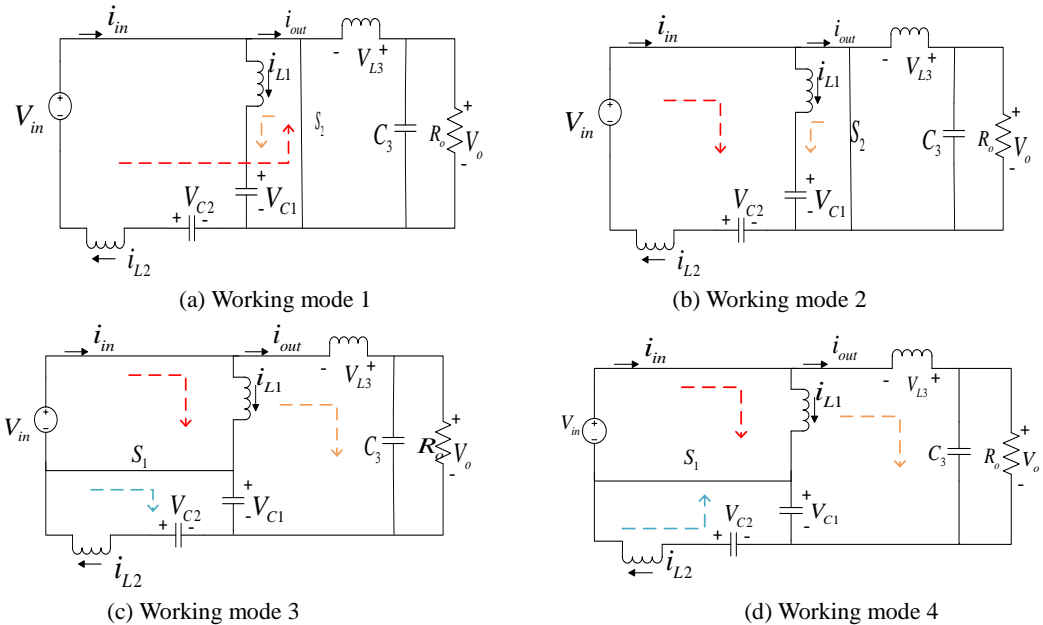 i_in
i_out
- V_L3 +
i_L1
V_in
S_2
C_3
R_o
+
V_o
-
+
- V_C1
V_C2
+ -
i_L2
(a) Working mode 1
i_in
i_out
- V_L3 +
i_L1
V_in
S_2
C_3
R_o
+
V_o
-
+
- V_C1
V_C2
+ -
i_L2
(b) Working mode 2
i_in
i_out
- V_L3 +
i_L1
V_in
S_1
C_3
R_o
+
V_o
-
+
- V_C1
V_C2
+ -
i_L2
(c) Working mode 3
i_in
i_out
- V_L3 +
i_L1
V_in
S_1
C_3
R_o
+
V_o
-
+
- V_C1
V_C2
+ -
i_L2
(d) Working mode 4